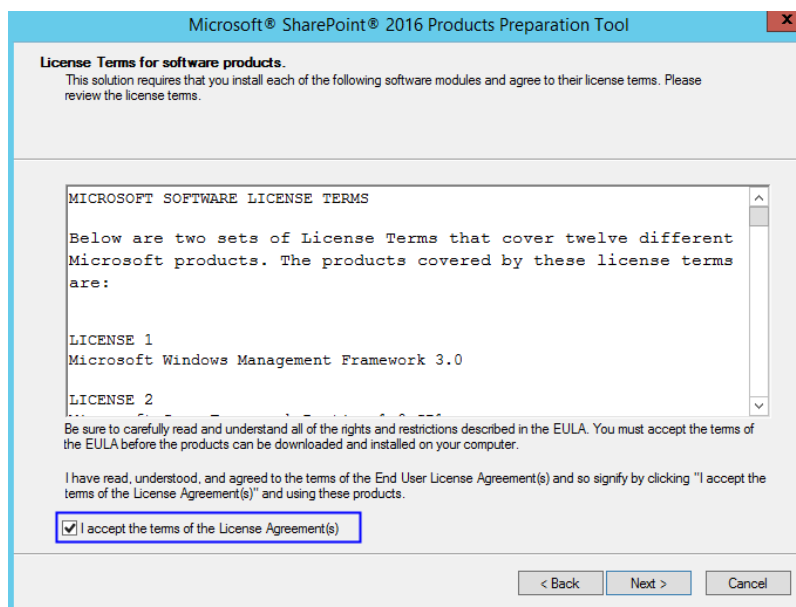 Microsoft® SharePoint® 2016 Products Preparation Tool
x
License Terms for software products.
This solution requires that you install each of the following software modules and agree to their license terms. Please
review the license terms.
MICROSOFT SOFTWARE LICENSE TERMS
Below are two sets of License Terms that cover twelve different
Microsoft products. The products covered by these license terms
are:
LICENSE 1
Microsoft Windows Management Framework 3.0
LICENSE 2
Be sure to carefully read and understand all of the rights and restrictions described in the EULA. You must accept the terms of
the EULA before the products can be downloaded and installed on your computer.
I have read, understood, and agreed to the terms of the End User License Agreement(s) and so signify by clicking "I accept the
terms of the License Agreement(s)" and using these products.
I accept the terms of the License Agreement(s)
< Back Next > Cancel